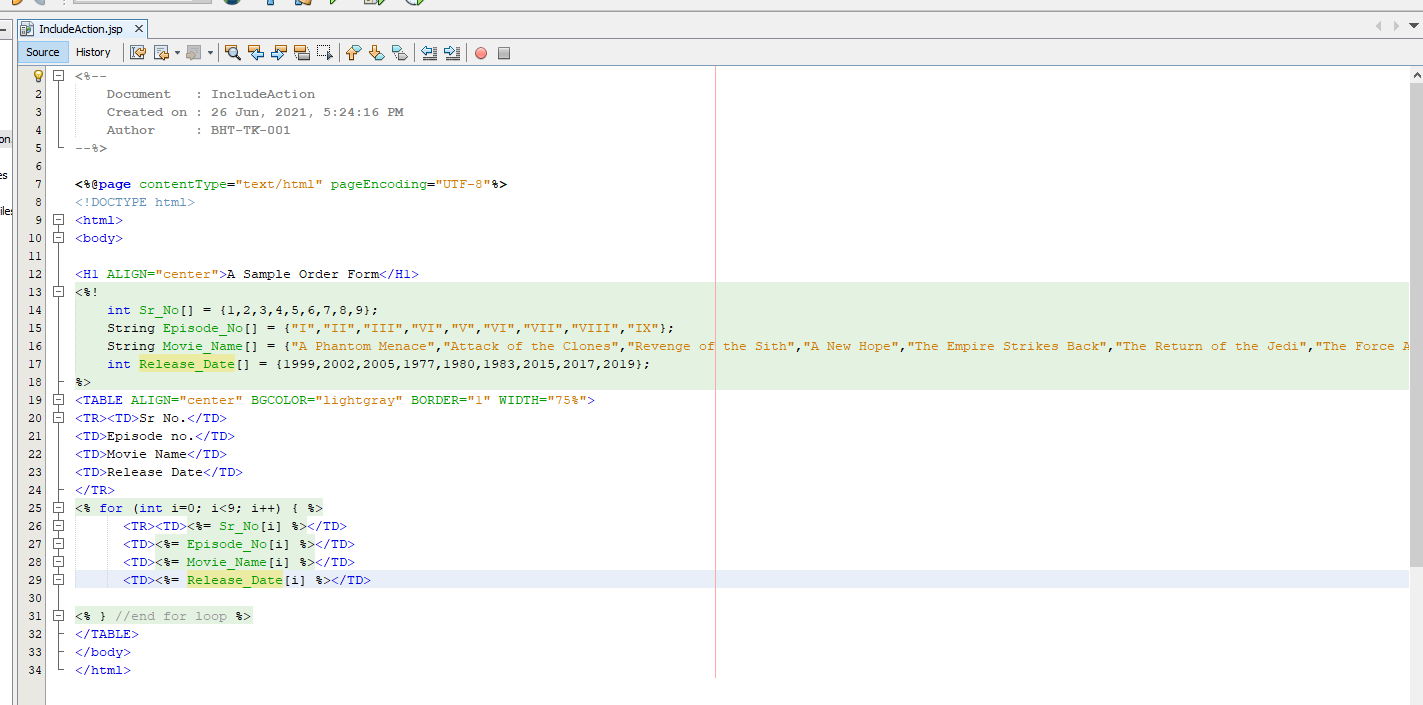 IncludeAction.jsp
Source History
<%--
2 Document   : IncludeAction
3 Created on : 26 Jun, 2021, 5:24:16 PM
4 Author     : BHT-TK-001
5 --%>
6
7 <%@page contentType="text/html" pageEncoding="UTF-8"%>
8 <!DOCTYPE html>
9 <html>
10 <body>
11
12 <H1 ALIGN="center">A Sample Order Form</H1>
13 <%!
14     int Sr_No[] = {1,2,3,4,5,6,7,8,9};
15     String Episode_No[] = {"I","II","III","VI","V","VI","VII","VIII","IX"};
16     String Movie_Name[] = {"A Phantom Menace","Attack of the Clones","Revenge of the Sith","A New Hope","The Empire Strikes Back","The Return of the Jedi","The Force A
17     int Release_Date[] = {1999,2002,2005,1977,1980,1983,2015,2017,2019};
18 %>
19 <TABLE ALIGN="center" BGCOLOR="lightgray" BORDER="1" WIDTH="75%">
20 <TR><TD>Sr No.</TD>
21 <TD>Episode no.</TD>
22 <TD>Movie Name</TD>
23 <TD>Release Date</TD>
24 </TR>
25 <% for (int i=0; i<9; i++) { %>
26       <TR><TD><%= Sr_No[i] %></TD>
27       <TD><%= Episode_No[i] %></TD>
28       <TD><%= Movie_Name[i] %></TD>
29       <TD><%= Release_Date[i] %></TD>
30
31 <% } //end for loop %>
32 </TABLE>
33 </body>
34 </html>